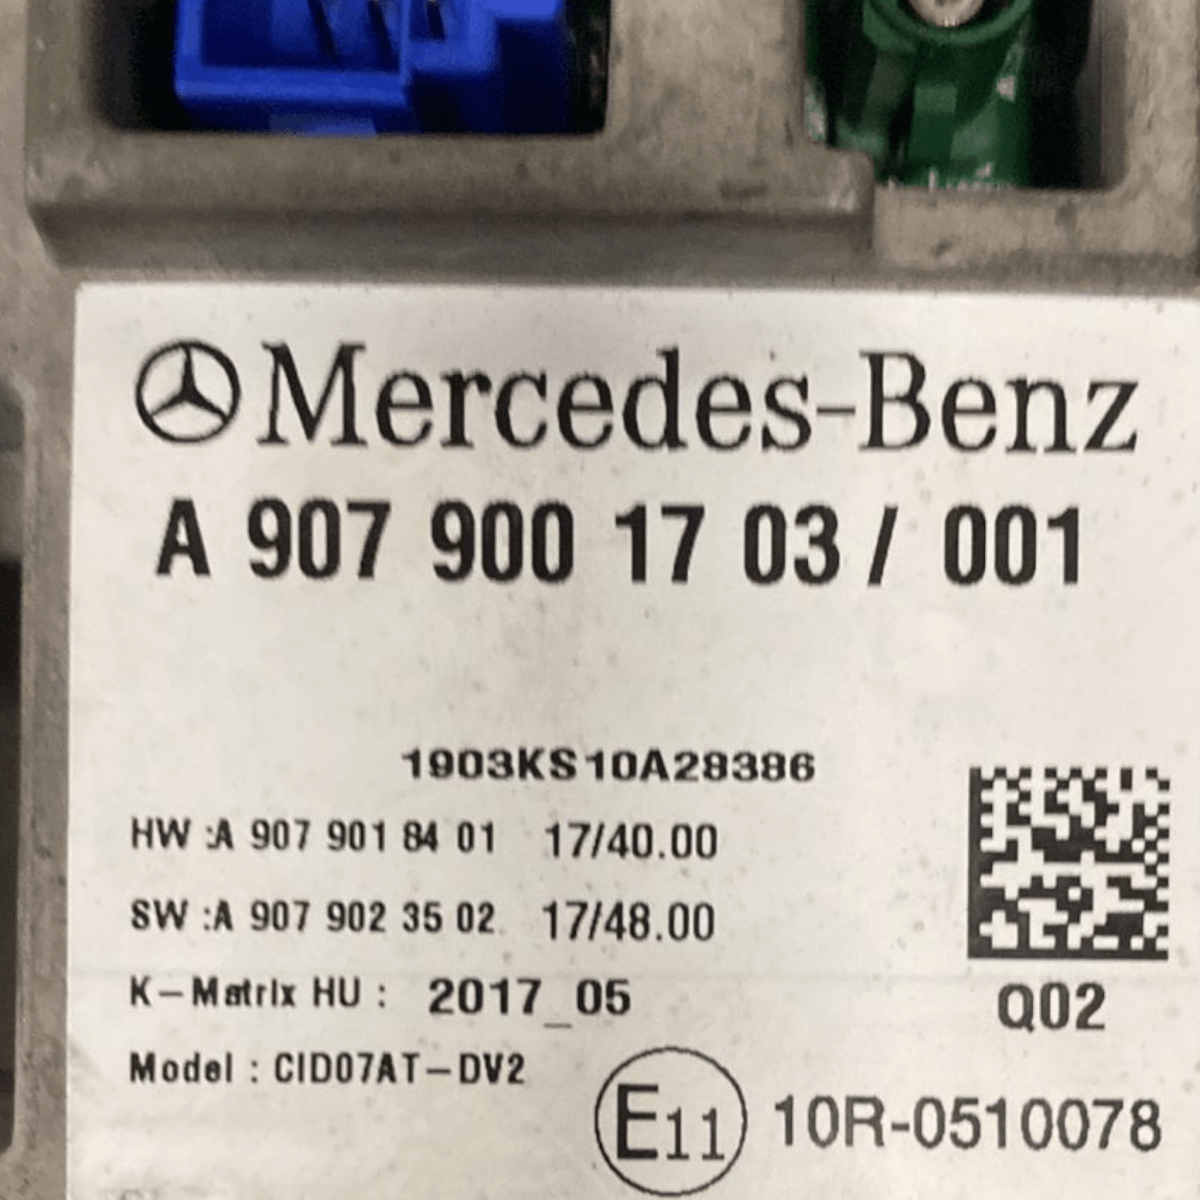 Mercedes-Benz
A 907 900 17 03 / 001
1903KS10A28386
HW :A 907 901 84 01 17/40.00
SW :A 907 902 35 02 17/48.00
K-Matrix HU : 2017_05
Q02
Model : CID07AT-DV2
E11 10R-0510078